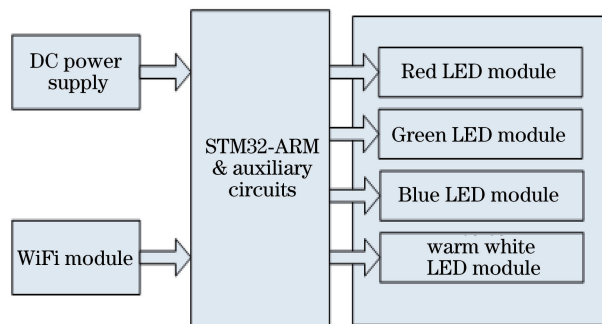 DC power
supply
WiFi module
STM32-ARM
& auxiliary
circuits
Red LED module
Green LED module
Blue LED module
warm white
LED module